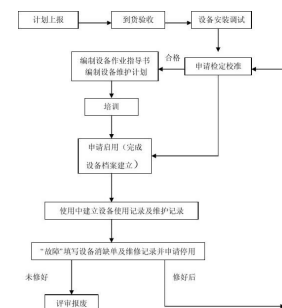 计划上报
到货验收
设备安装调试
编制设备作业指导书
编制设备维护计划
合格
申请检定校准
培训
申请启用（完成
设备档案建立）
使用中建立设备使用记录及维护记录
“故障”填写设备消缺单及维修记录并申请停用
未修好
修好后
评审报废